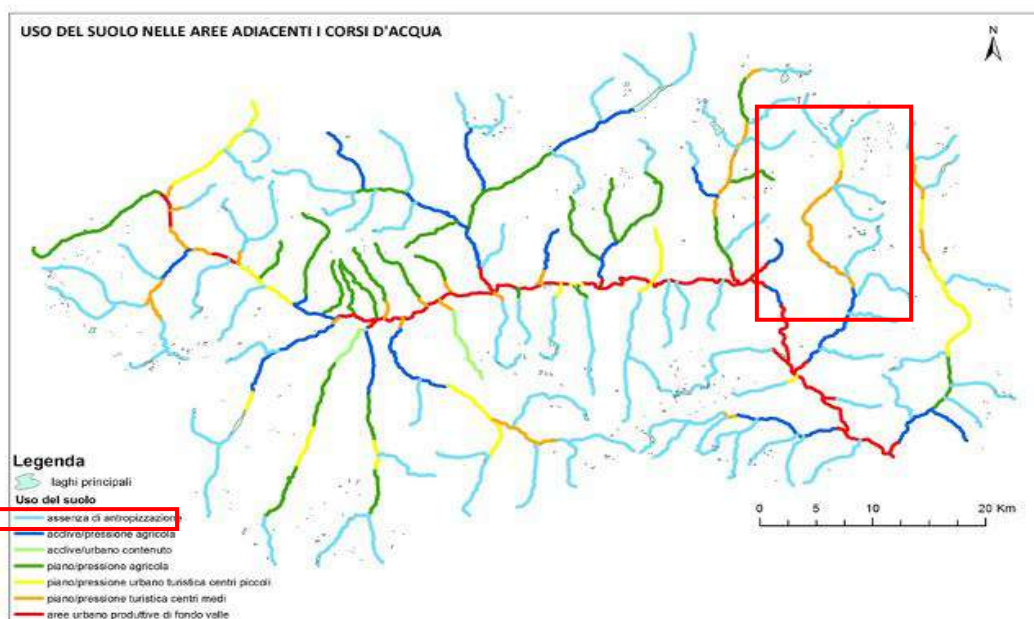 USO DEL SUOLO NELLE AREE ADIACENTI I CORSI D'ACQUA
N
Legenda
laghi principali
Uso del suolo
assenza di antropizzazione
acclive/pressione agricola
acclive/urbano contenuto
piano/pressione agricola
piano/pressione urbano turistica centri piccoli
piano/pressione turistica centri medi
aree urbano produttive di fondo valle
0 5 10 20 Km